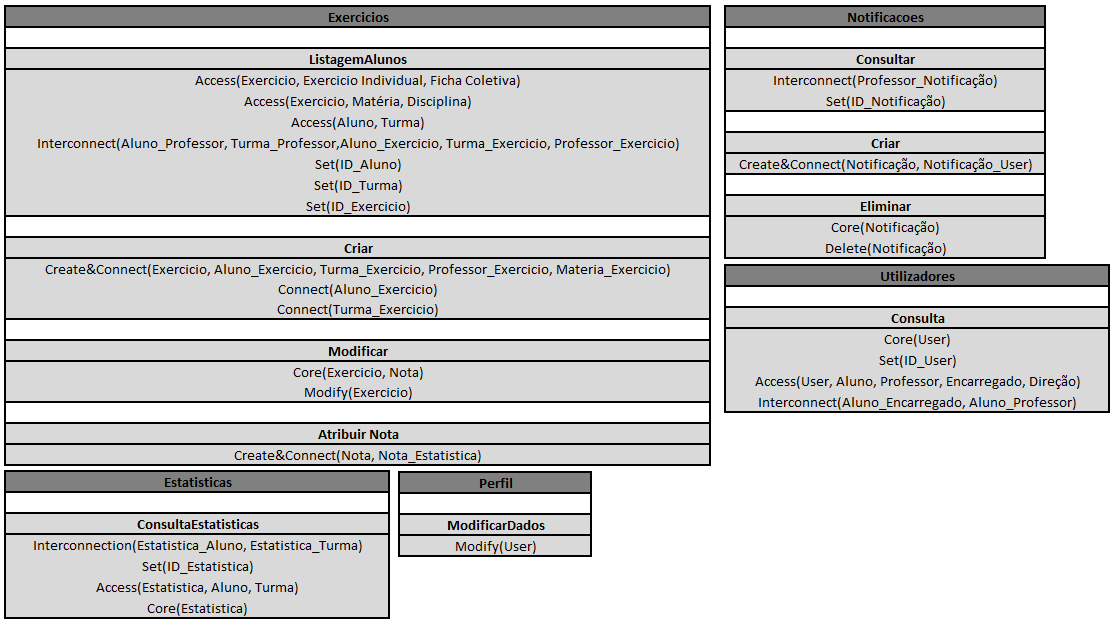 Exercicios
ListagemAlunos
Access(Exercicio, Exercicio Individual, Ficha Coletiva)
Access(Exercicio, Matéria, Disciplina)
Access(Aluno, Turma)
Interconnect(Aluno_Professor, Turma_Professor,Aluno_Exercicio, Turma_Exercicio, Professor_Exercicio)
Set(ID_Aluno)
Set(ID_Turma)
Set(ID_Exercicio)
Criar
Create&Connect(Exercicio, Aluno_Exercicio, Turma_Exercicio, Professor_Exercicio, Materia_Exercicio)
Connect(Aluno_Exercicio)
Connect(Turma_Exercicio)
Modificar
Core(Exercicio, Nota)
Modify(Exercicio)
Atribuir Nota
Create&Connect(Nota, Nota_Estatistica)
Notificacoes
Consultar
Interconnect(Professor_Notificação)
Set(ID_Notificação)
Criar
Create&Connect(Notificação, Notificação_User)
Eliminar
Core(Notificação)
Delete(Notificação)
Utilizadores
Consulta
Core(User)
Set(ID_User)
Access(User, Aluno, Professor, Encarregado, Direção)
Interconnect(Aluno_Encarregado, Aluno_Professor)
Estatisticas
ConsultaEstatisticas
Interconnection(Estatistica_Aluno, Estatistica_Turma)
Set(ID_Estatistica)
Access(Estatistica, Aluno, Turma)
Core(Estatistica)
Perfil
ModificarDados
Modify(User)